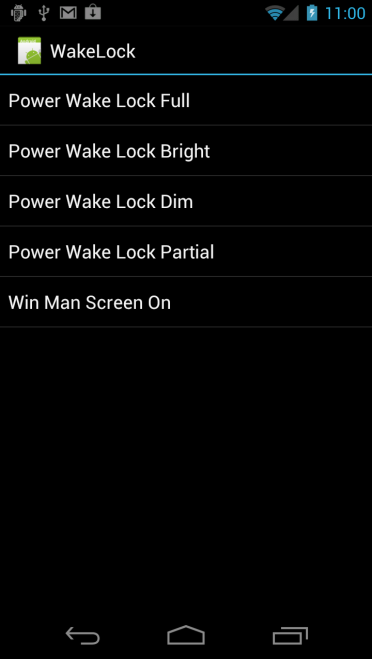 11:00
WakeLock
Power Wake Lock Full
Power Wake Lock Bright
Power Wake Lock Dim
Power Wake Lock Partial
Win Man Screen On